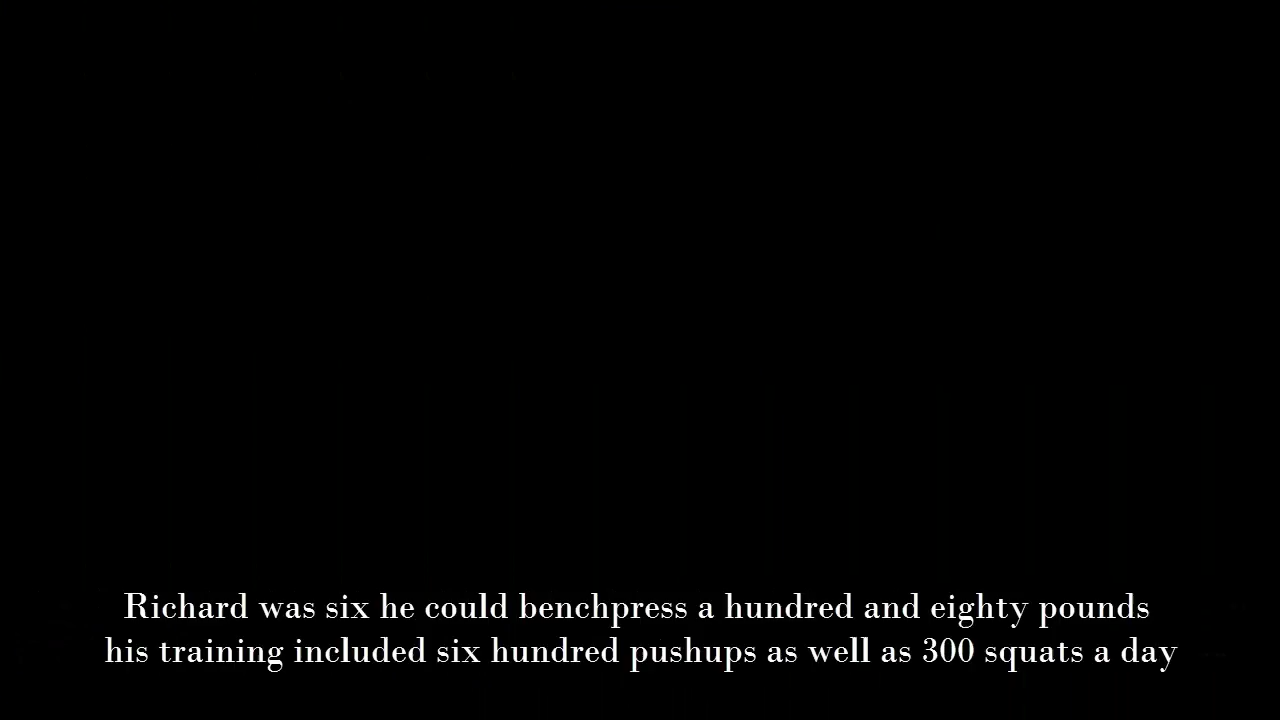 Richard was six he could benchpress a hundred and eighty pounds
his training included six hundred pushups as well as 300 squats a day